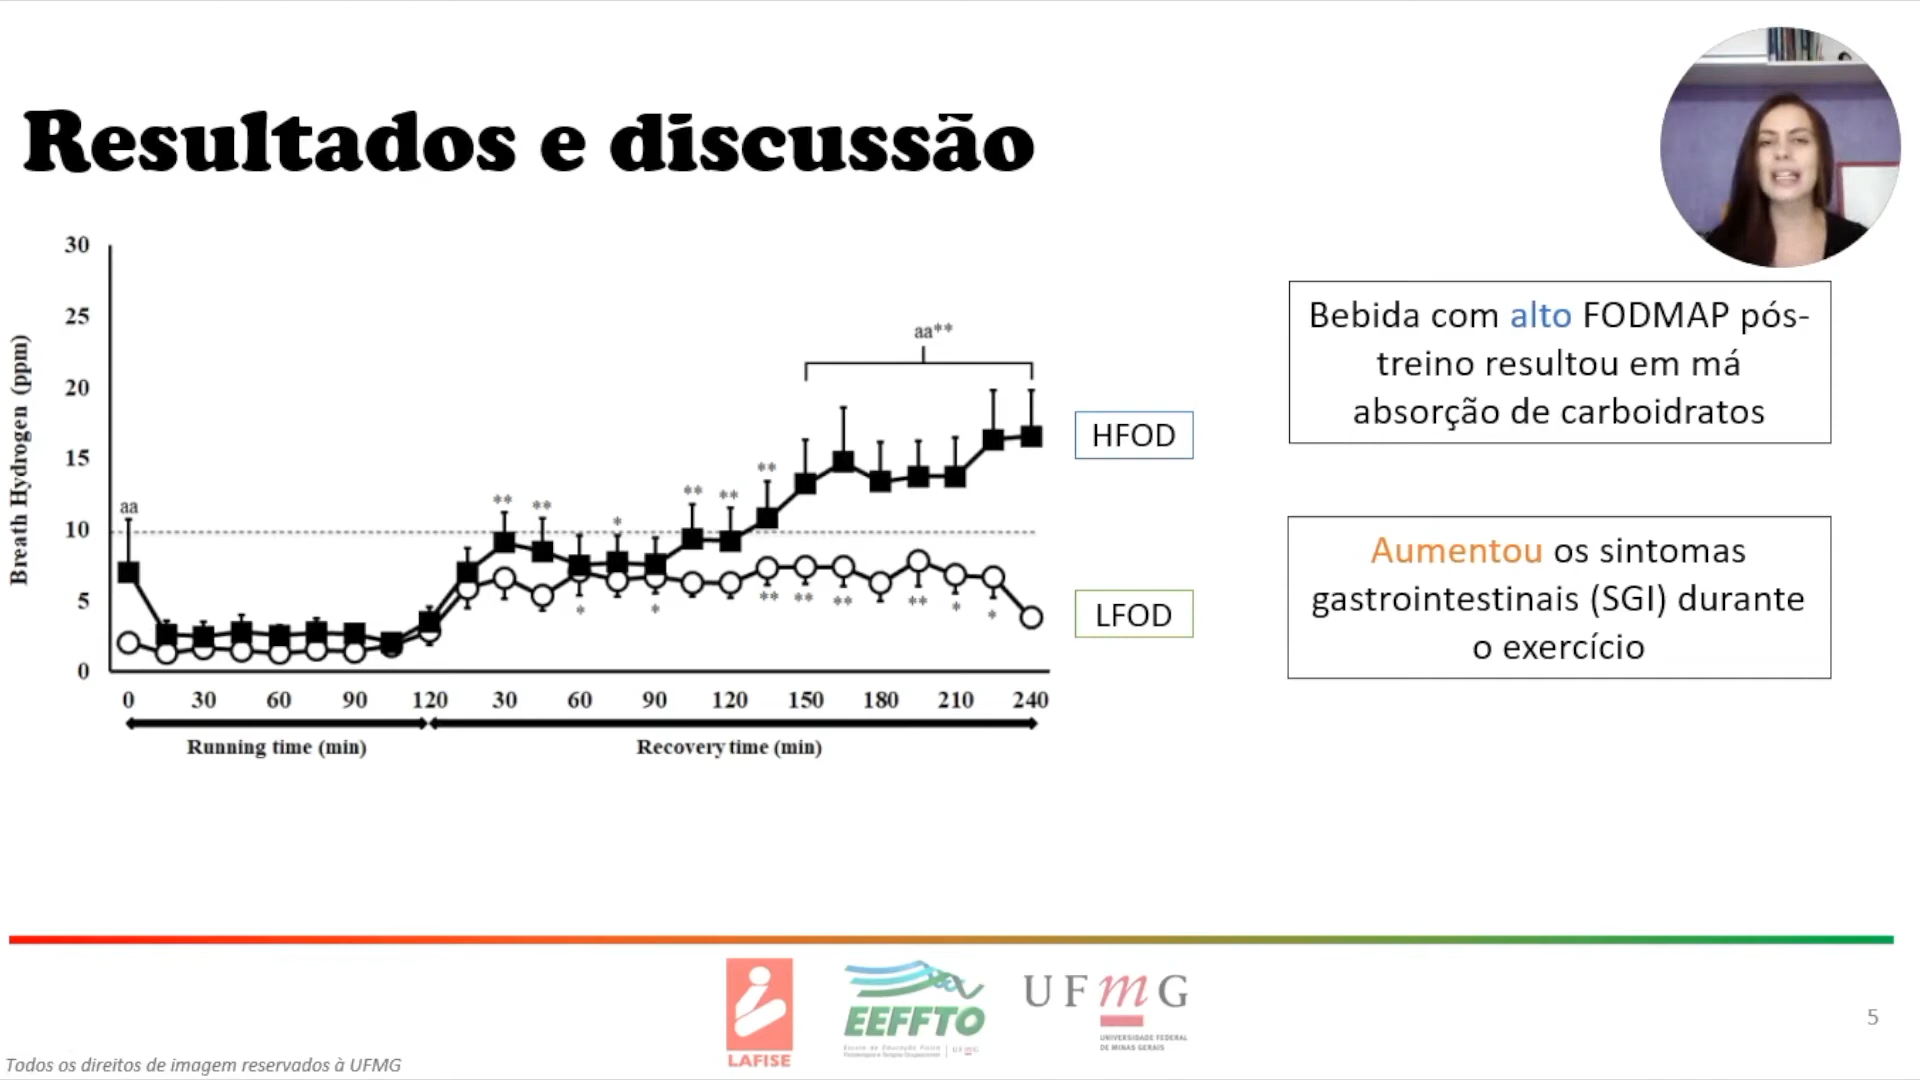 Resultados e discussão
30
25
20
15
10
5
0
Breath Hydrogen (ppm)
aa
**
**
*
**
**
**
aa**
*
*
**
**
**
**
*
*
0 30 60 90 120 30 60 90 120 150 180 210 240
Running time (min)
Recovery time (min)
HFOD
LFOD
Bebida com alto FODMAP pós-
treino resultou em má
absorção de carboidratos
Aumentou os sintomas
gastrointestinais (SGI) durante
o exercício
LAFISE
EEFFTO
UFmG
UNIVERSIDADE FEDERAL
DE MINAS GERAIS
5
Todos os direitos de imagem reservados à UFMG